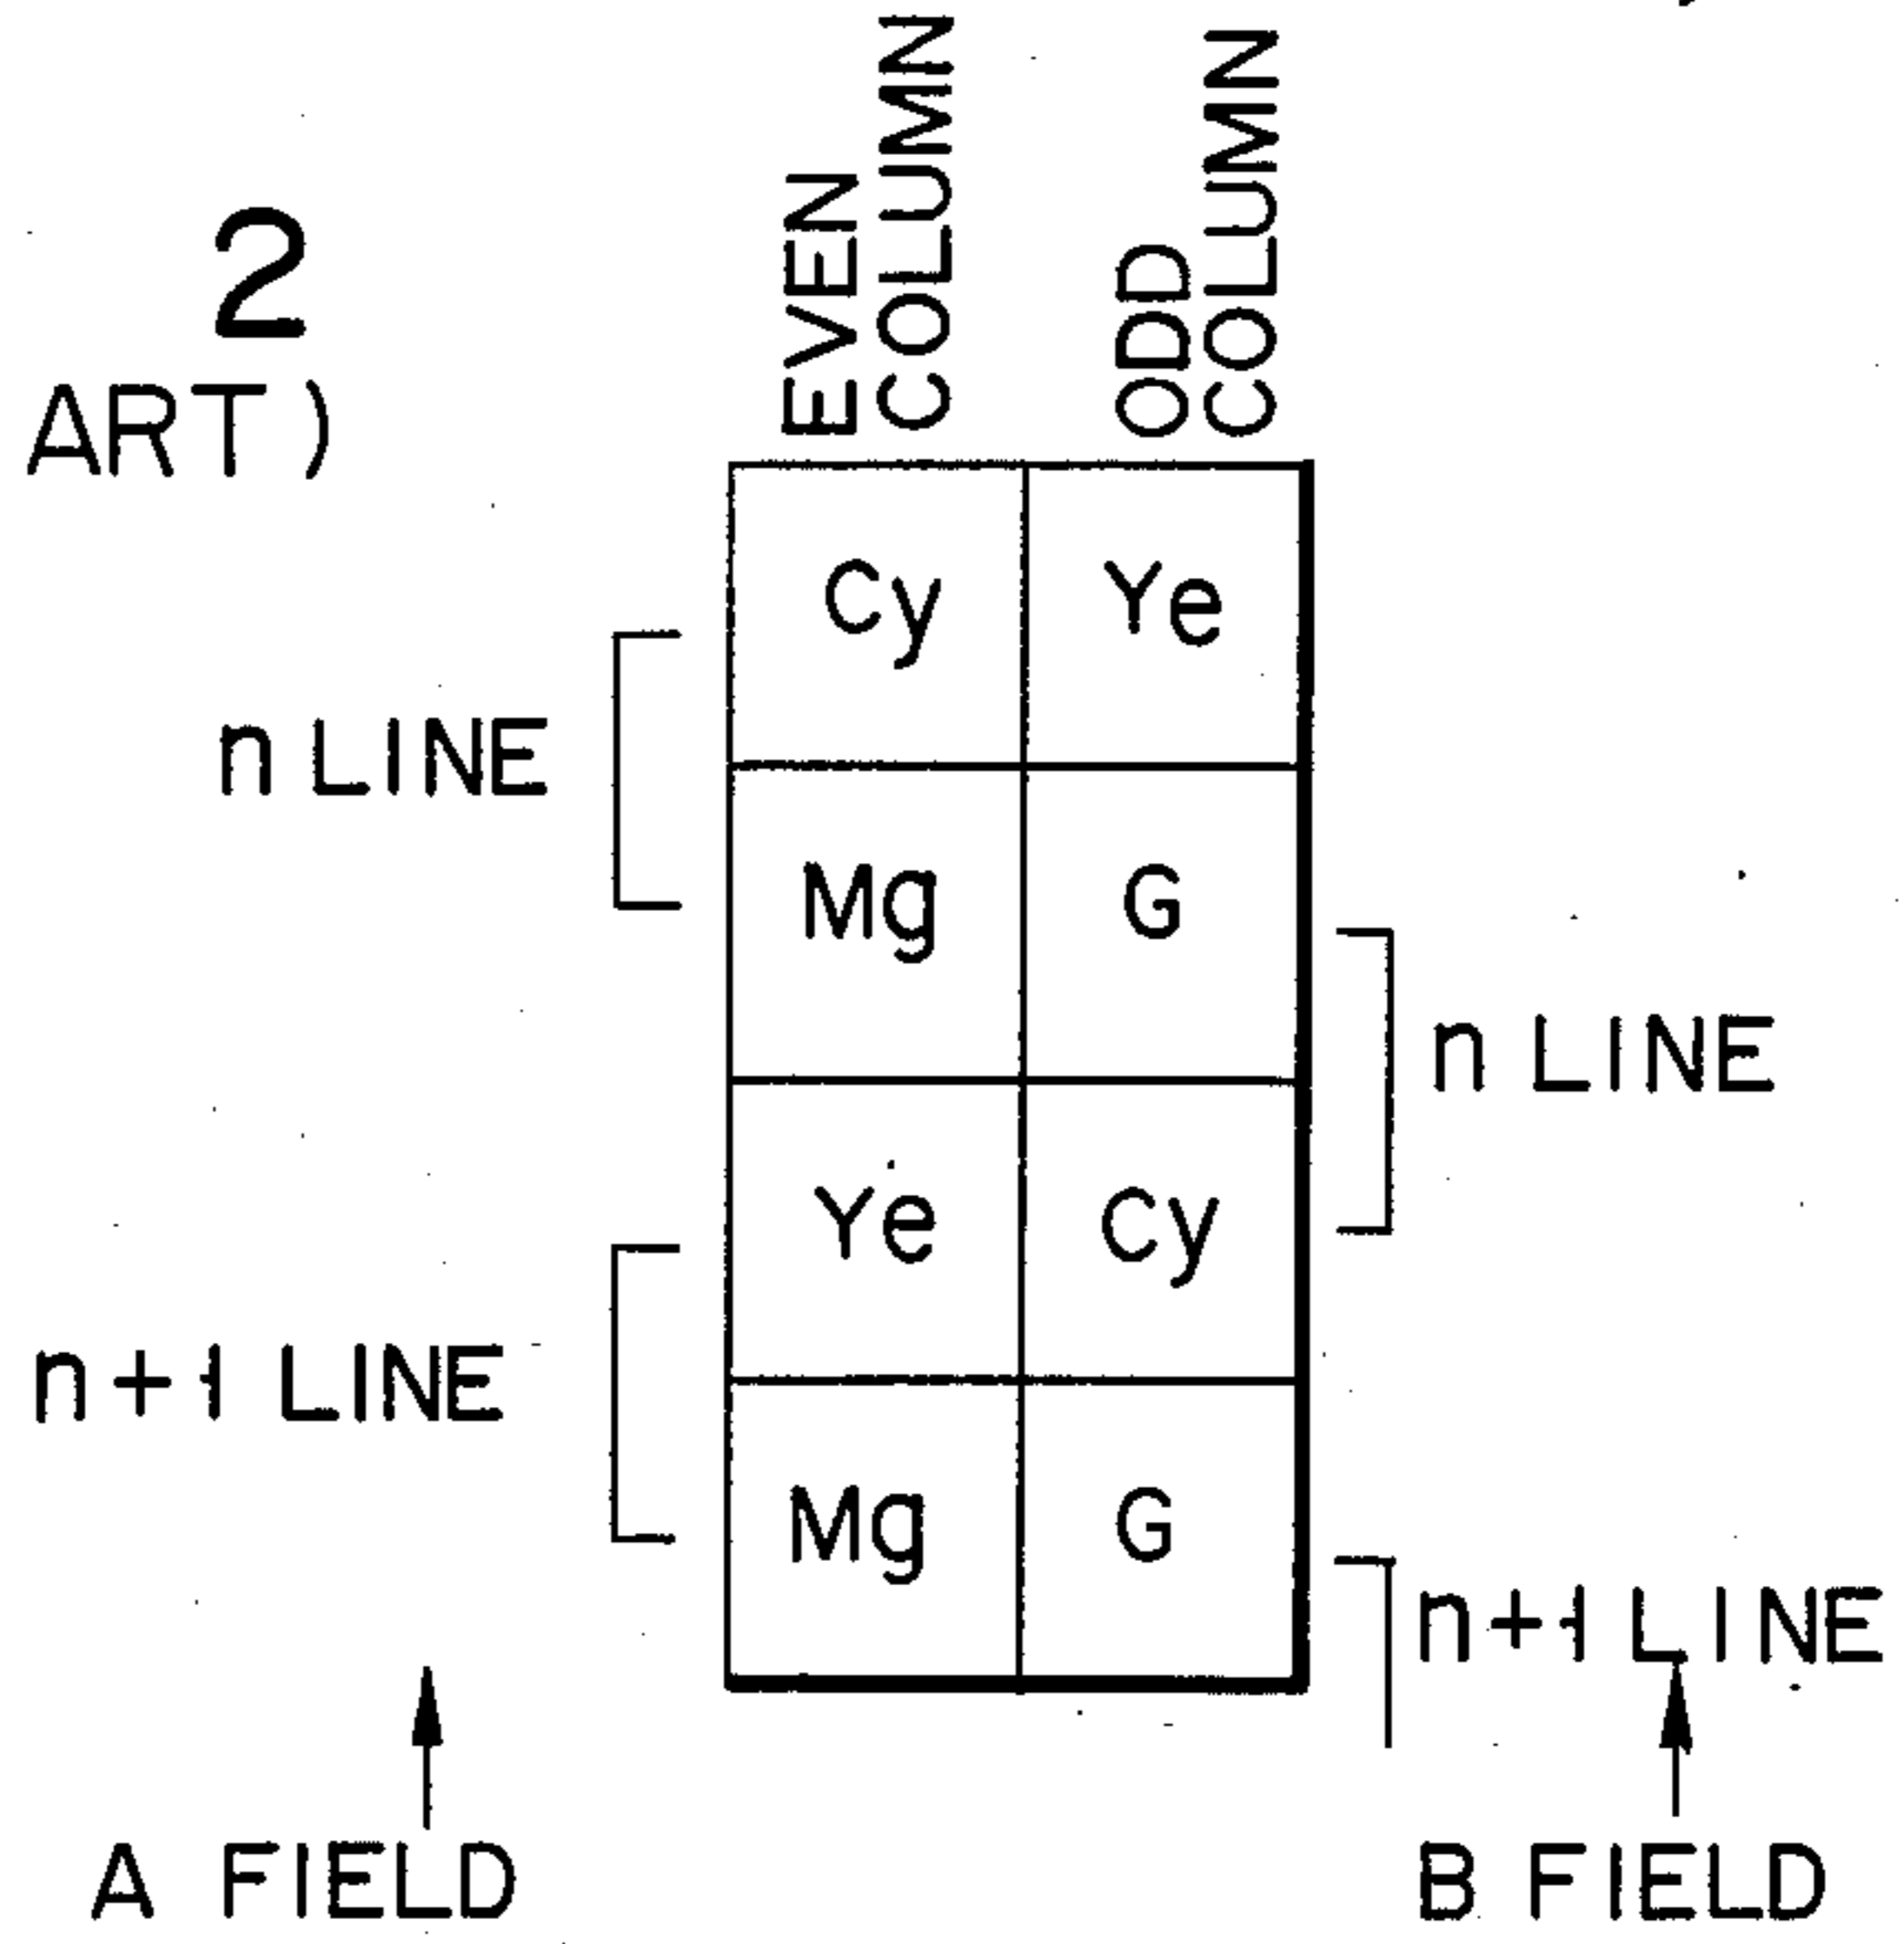 2
ART)
EVEN COLUMN
ODD COLUMN
Cy Ye
n LINE
Mg G
n LINE
Ye Cy
n+1 LINE
Mg G
n+1 LINE
A FIELD
B FIELD